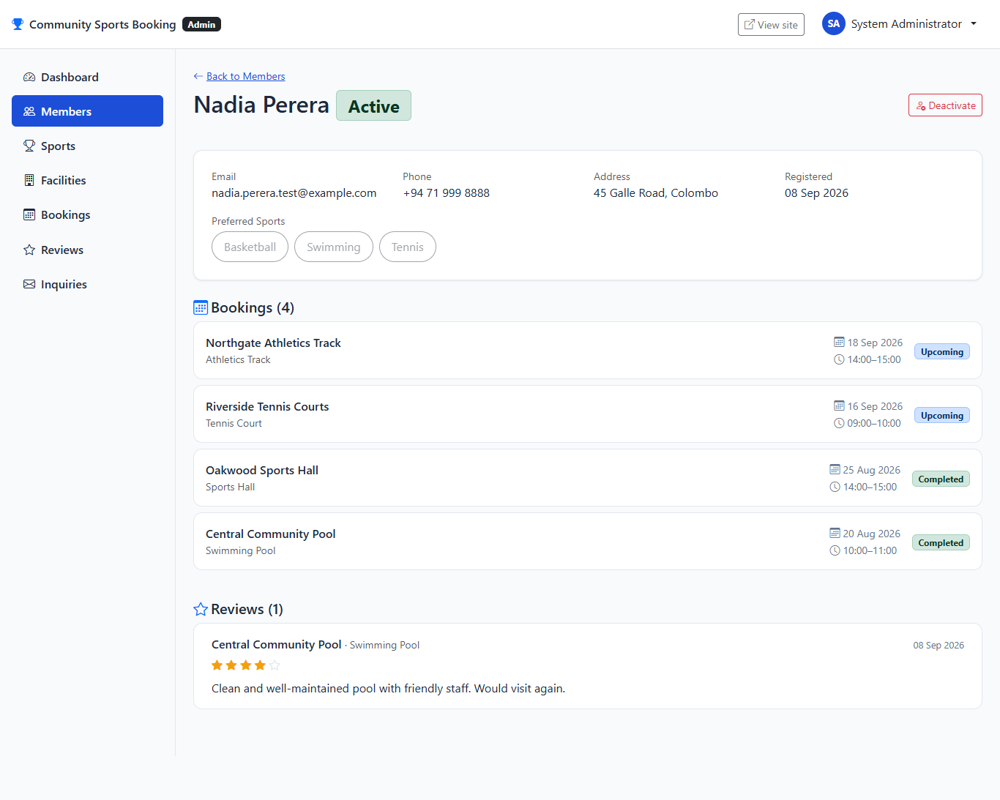 Community Sports Booking Admin
View site
SA System Administrator
Dashboard
Members
Sports
Facilities
Bookings
Reviews
Inquiries
Back to Members
Nadia Perera Active
Deactivate
Email
nadia.perera.test@example.com
Phone
+94 71 999 8888
Address
45 Galle Road, Colombo
Registered
08 Sep 2026
Preferred Sports
Basketball Swimming Tennis
Bookings (4)
Northgate Athletics Track
Athletics Track
18 Sep 2026
14:00–15:00
Upcoming
Riverside Tennis Courts
Tennis Court
16 Sep 2026
09:00–10:00
Upcoming
Oakwood Sports Hall
Sports Hall
25 Aug 2026
14:00–15:00
Completed
Central Community Pool
Swimming Pool
20 Aug 2026
10:00–11:00
Completed
Reviews (1)
Central Community Pool · Swimming Pool
08 Sep 2026
Clean and well-maintained pool with friendly staff. Would visit again.